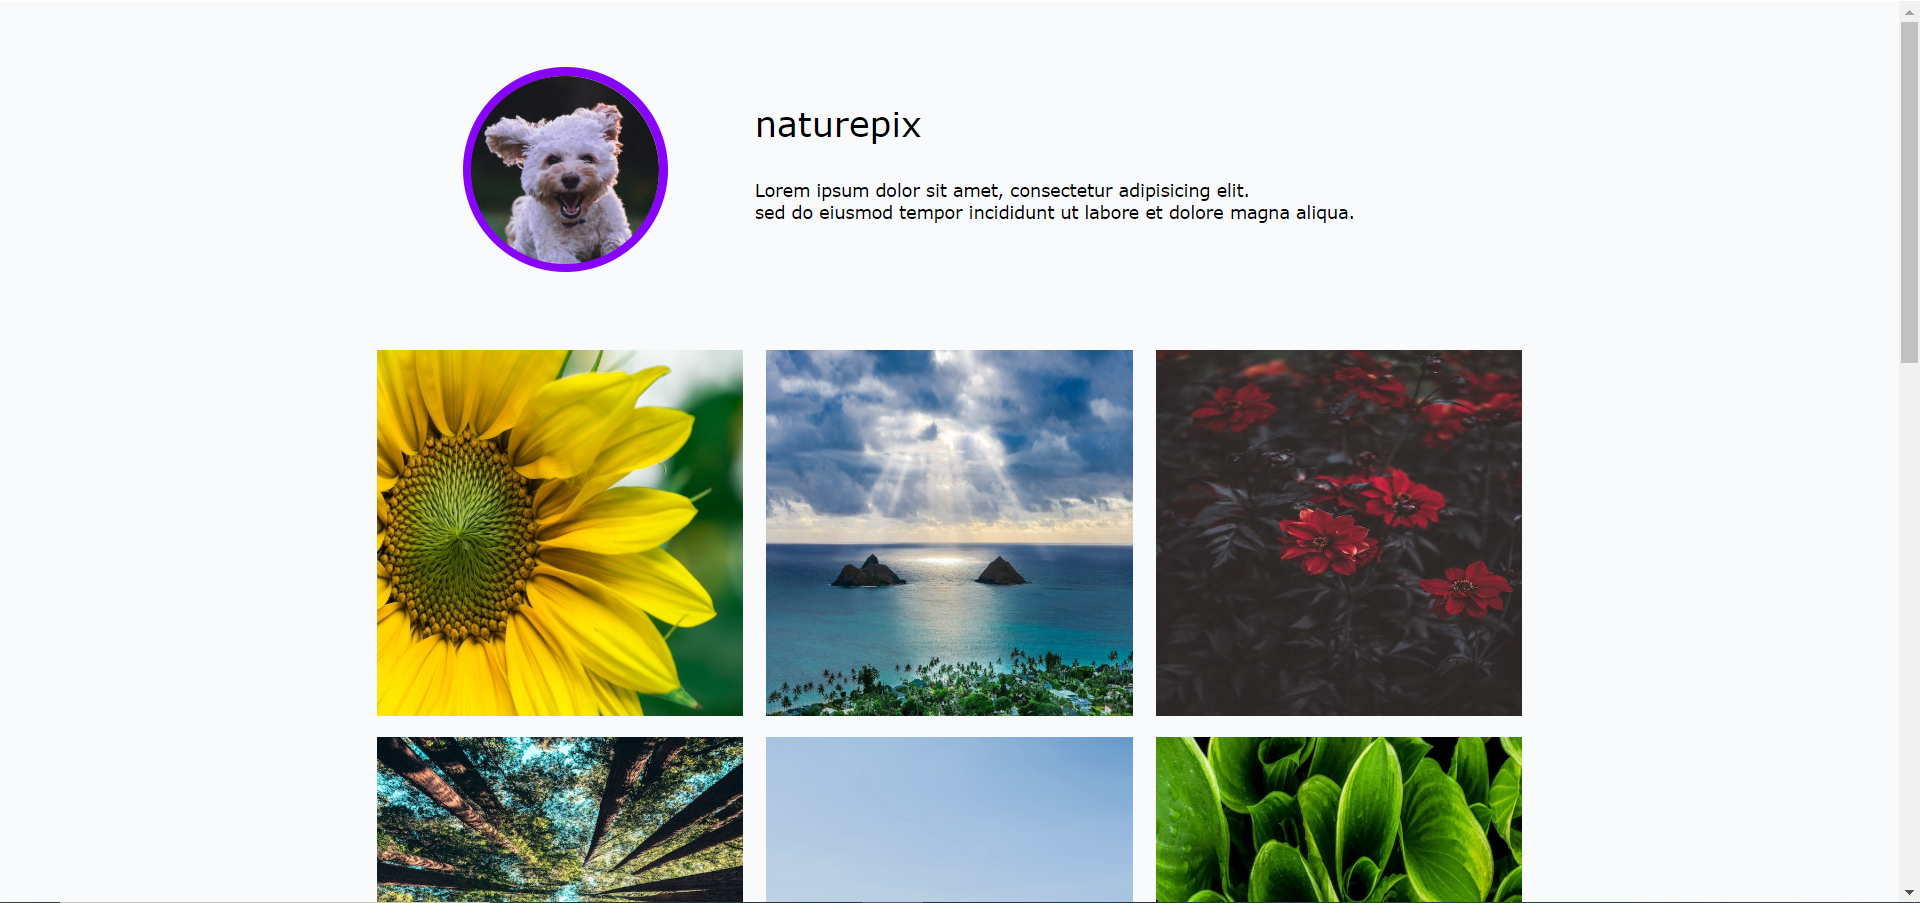 naturepix
Lorem ipsum dolor sit amet, consectetur adipisicing elit.
sed do eiusmod tempor incididunt ut labore et dolore magna aliqua.